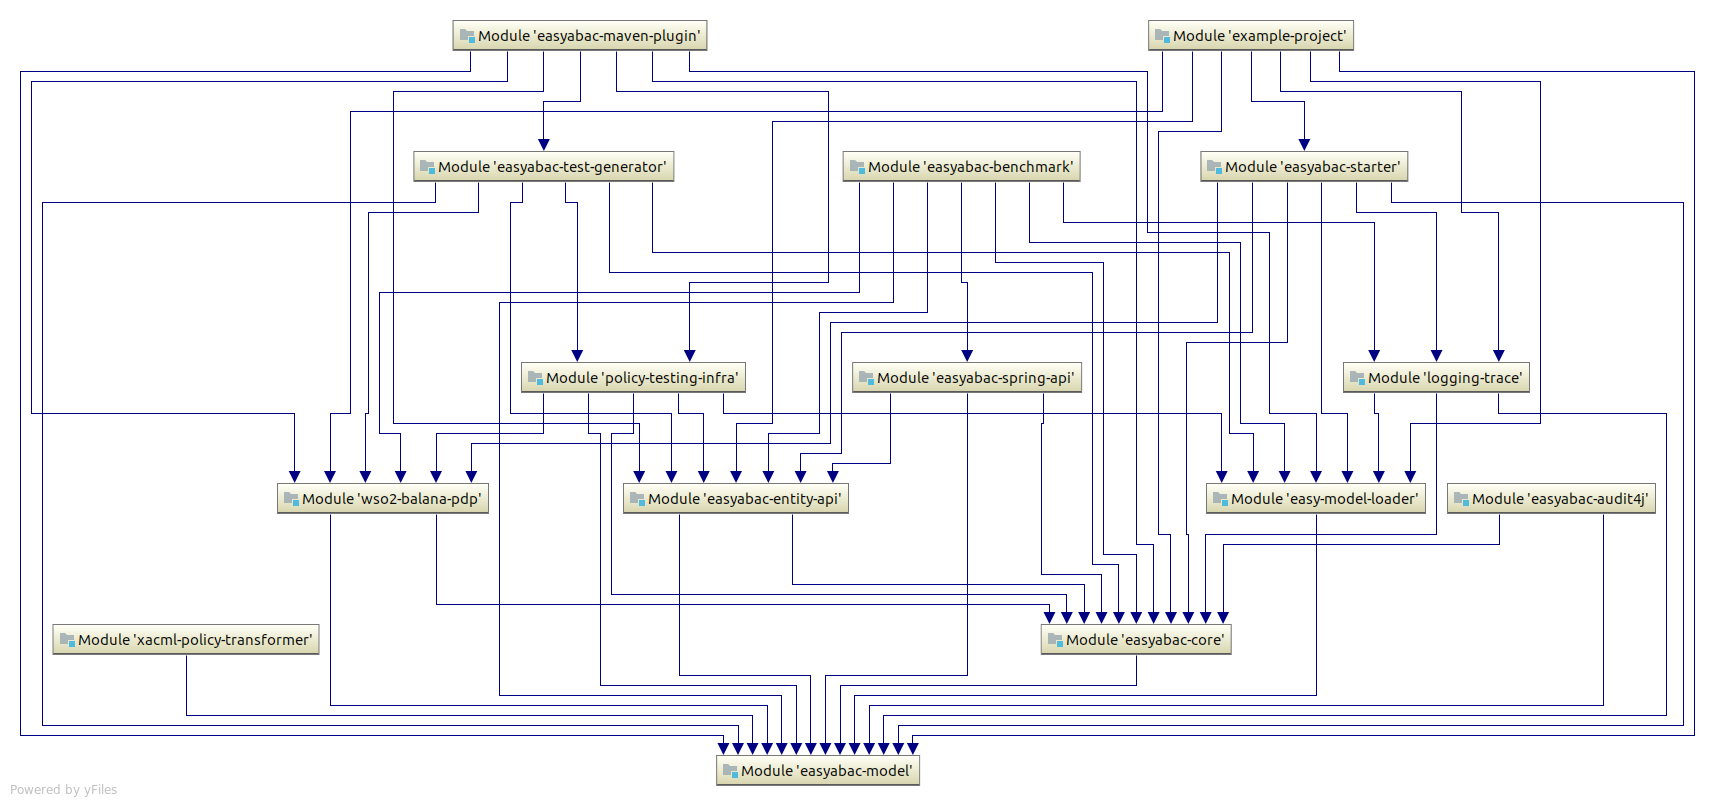 Module 'easyabac-maven-plugin'
Module 'example-project'
Module 'easyabac-test-generator'
Module 'easyabac-benchmark'
Module 'easyabac-starter'
Module 'policy-testing-infra'
Module 'easyabac-spring-api'
Module 'logging-trace'
Module 'wso2-balana-pdp'
Module 'easyabac-entity-api'
Module 'easy-model-loader'
Module 'easyabac-audit4j'
Module 'xacml-policy-transformer'
Module 'easyabac-core'
Module 'easyabac-model'
Powered by yFiles